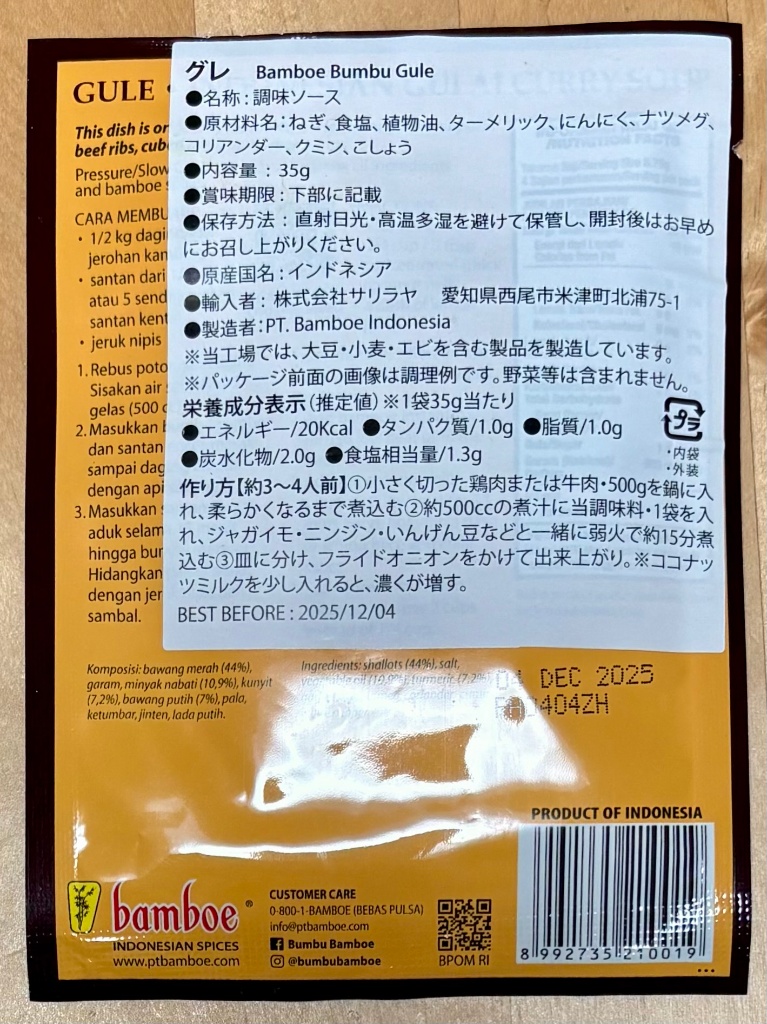 GULE
This dish is or
beef ribs, cub
Pressure/Slow
and bamboo
CARA MEMBU
• 1/2 kg dagi
jerohan kam
• santan dari
atau 5 send
santan kent
• jeruk nipis
1. Rebus poto
Sisakan air
gelas (500
2. Masukkan
dan santan
sampai dag
dengan api
3. Masukkan
aduk selam
hingga bur
Hidangkan
dengan jer
sambal.
グレ Bamboe Bumbu Gule
●名称：調味ソース
●原材料名：ねぎ、食塩、植物油、ターメリック、にんにく、ナツメグ、
コリアンダー、クミン、こしょう
●内容量：35g
●賞味期限：下部に記載
●保存方法：直射日光・高温多湿を避けて保管し、開封後はお早め
にお召し上がりください。
●原産国名：インドネシア
●輸入者：株式会社サリラヤ 愛知県西尾市米津町北浦75-1
●製造者：PT. Bamboe Indonesia
※当工場では、大豆・小麦・エビを含む製品を製造しています。
※パッケージ前面の画像は調理例です。野菜等は含まれません。
栄養成分表示（推定値）※1袋35g当たり
●エネルギー/20Kcal ●タンパク質/1.0g ●脂質/1.0g
●炭水化物/2.0g ●食塩相当量/1.3g
プラ
・内袋
・外装
作り方【約3～4人前】①小さく切った鶏肉または牛肉・500gを鍋に入
れ、柔らかくなるまで煮込む②約500ccの煮汁に当調味料・1袋を入
れ、ジャガイモ・ニンジン・いんげん豆などと一緒に弱火で約15分煮
込む③皿に分け、フライドオニオンをかけて出来上がり。※ココナッ
ツミルクを少し入れると、濃くが増す。
BEST BEFORE : 2025/12/04
Komposisi: bawang merah (44%),
garam, minyak nabati (10,9%), kunyit
(7,2%), bawang putih (7%), pala,
ketumbar, jinten, lada putih.
Ingredients: shallots (44%), salt,
vegetable oil (10,9%), turmeric (7,2%)
04 DEC 2025
PRODUCT OF INDONESIA
bamboe®
INDONESIAN SPICES
www.ptbamboe.com
CUSTOMER CARE
0-800-1-BAMBOE (BEBAS PULSA)
info@ptbamboe.com
Bumbu Bamboe
@bumbubamboe
BPOM RI
8 992735 210019